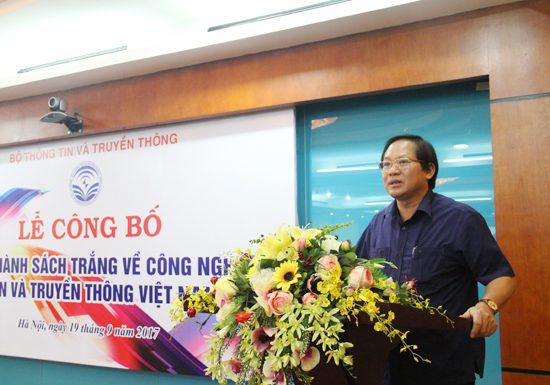 BỘ THÔNG TIN VÀ TRUYỀN THÔNG
LỄ CÔNG BỐ
HÀNH SÁCH TRẮNG VỀ CÔNG NGH
N VÀ TRUYỀN THÔNG VIỆT NA
Hà Nội, ngày 19 tháng 9 năm 2017